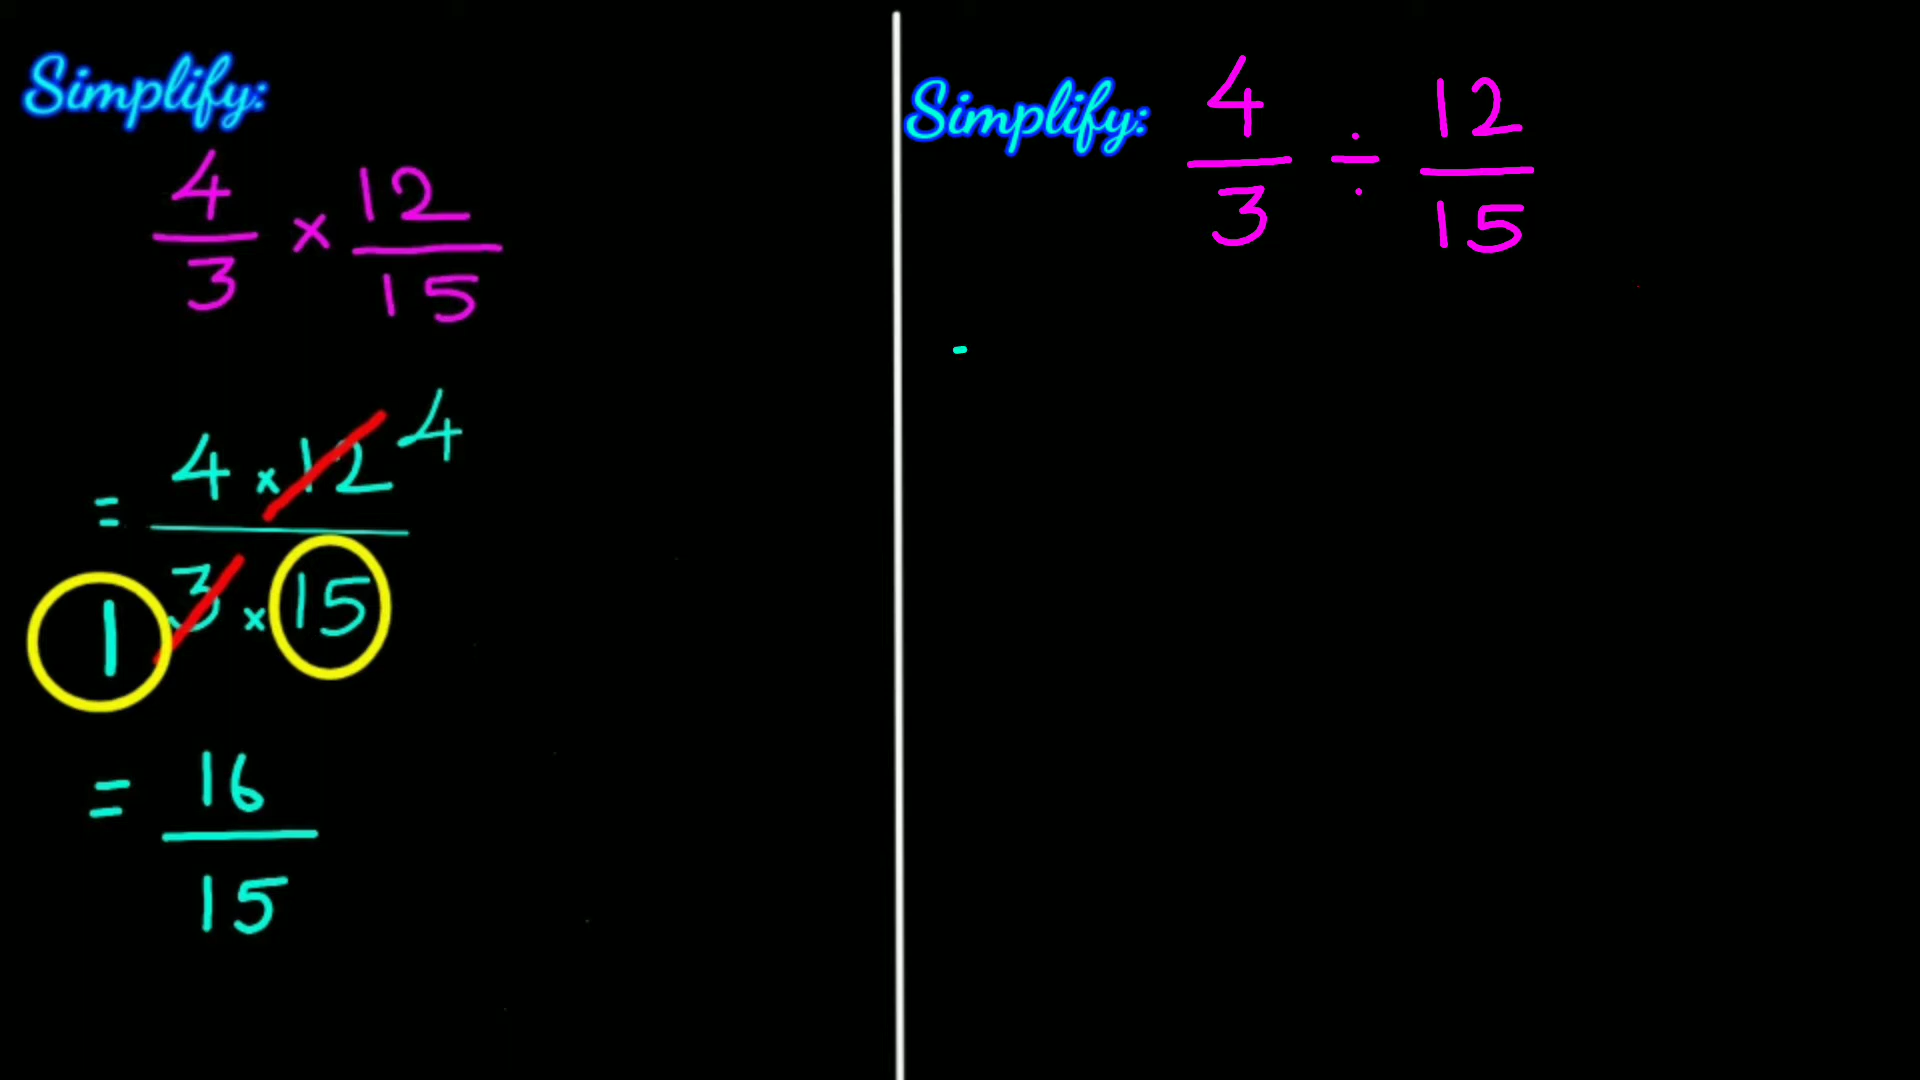 Simplify:
4/3 × 12/15
= 4 × 12 4
1 3 × 15
= 16/15
Simplify: 4/3 ÷ 12/15
-